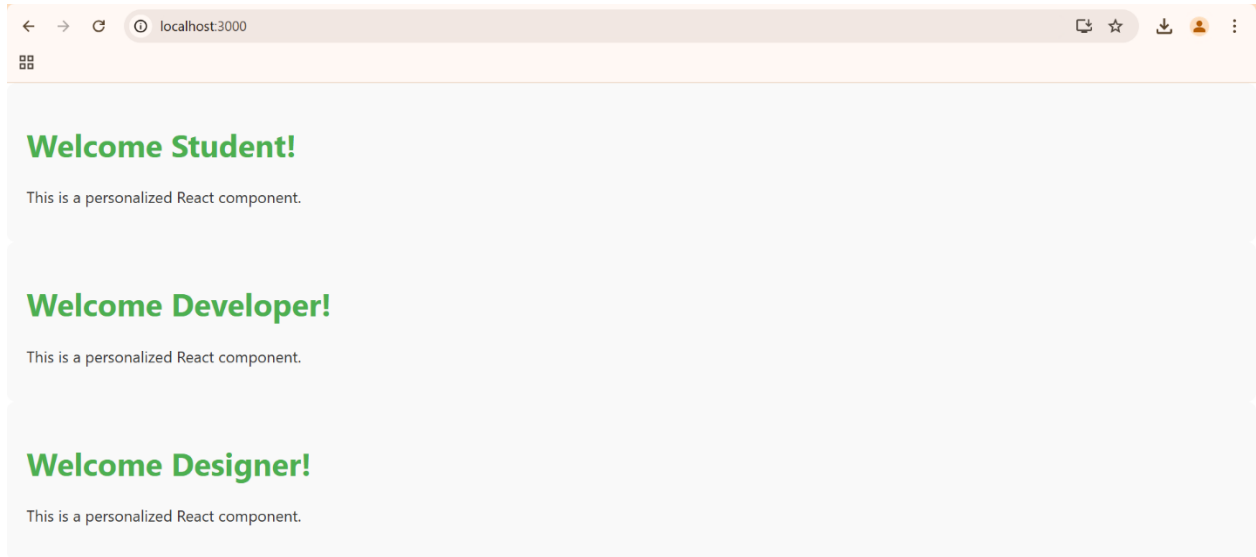 localhost:3000
Welcome Student!
This is a personalized React component.
Welcome Developer!
This is a personalized React component.
Welcome Designer!
This is a personalized React component.